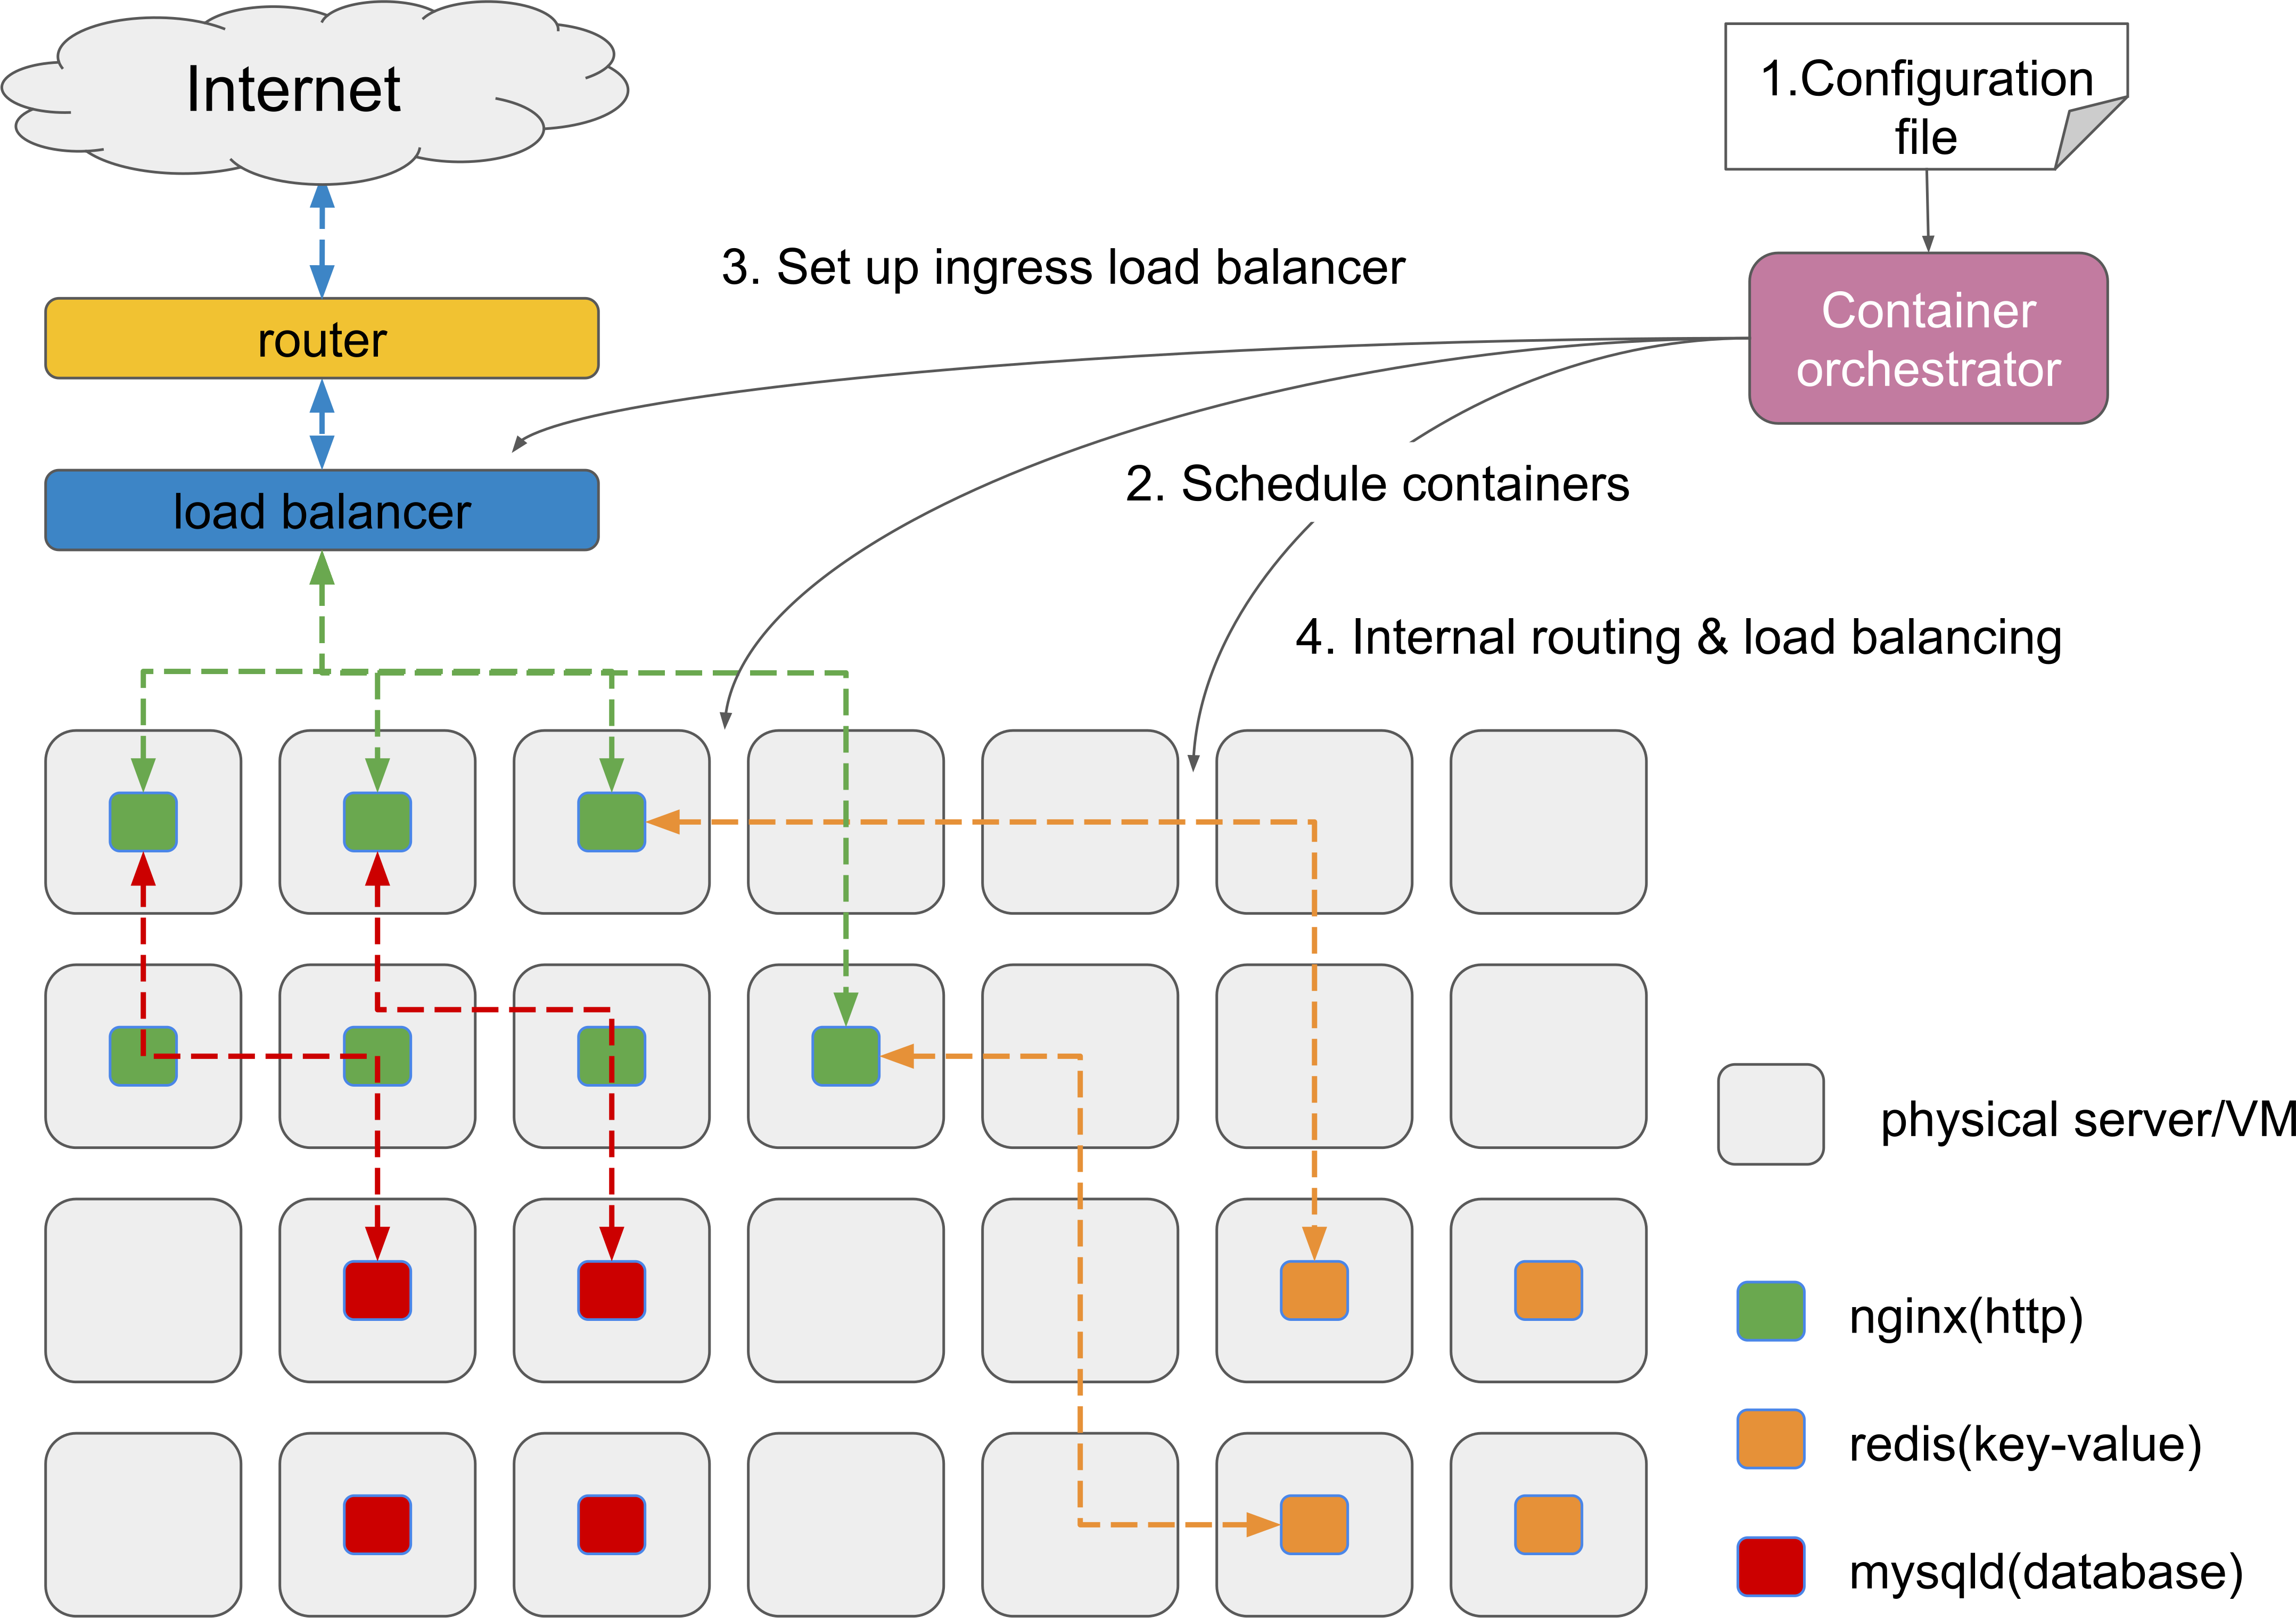 Internet
1.Configuration
file
3. Set up ingress load balancer
Container
orchestrator
router
load balancer
2. Schedule containers
4. Internal routing & load balancing
physical server/VM
nginx(http)
redis(key-value)
mysqld(database)